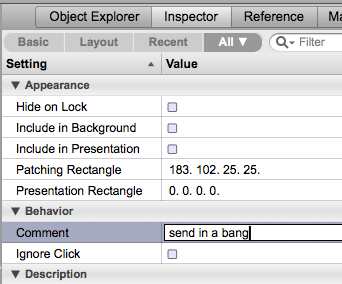 Object Explorer Inspector Reference
Basic Layout Recent All ▼ Filter
Setting Value
▼ Appearance
Hide on Lock
Include in Background
Include in Presentation
Patching Rectangle 183. 102. 25. 25.
Presentation Rectangle 0. 0. 0. 0.
▼ Behavior
Comment send in a bang
Ignore Click
▼ Description